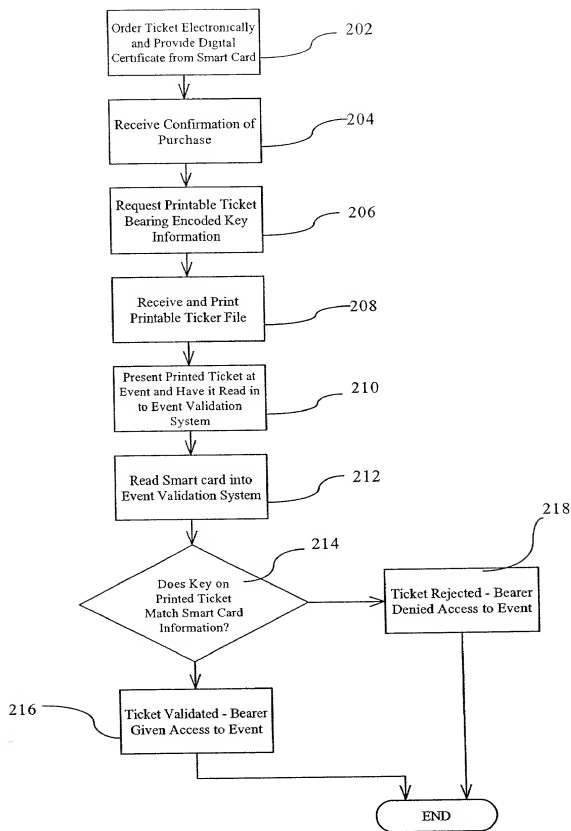 Order Ticket Electronically
and Provide Digital
Certificate from Smart Card
202
Receive Confirmation of
Purchase
204
Request Printable Ticket
Bearing Encoded Key
Information
206
Receive and Print
Printable Ticker File
208
Present Printed Ticket at
Event and Have it Read in
to Event Validation
System
210
Read Smart card into
Event Validation System
212
218
214
Does Key on
Printed Ticket
Match Smart Card
Information?
Ticket Rejected - Bearer
Denied Access to Event
216
Ticket Validated - Bearer
Given Access to Event
END